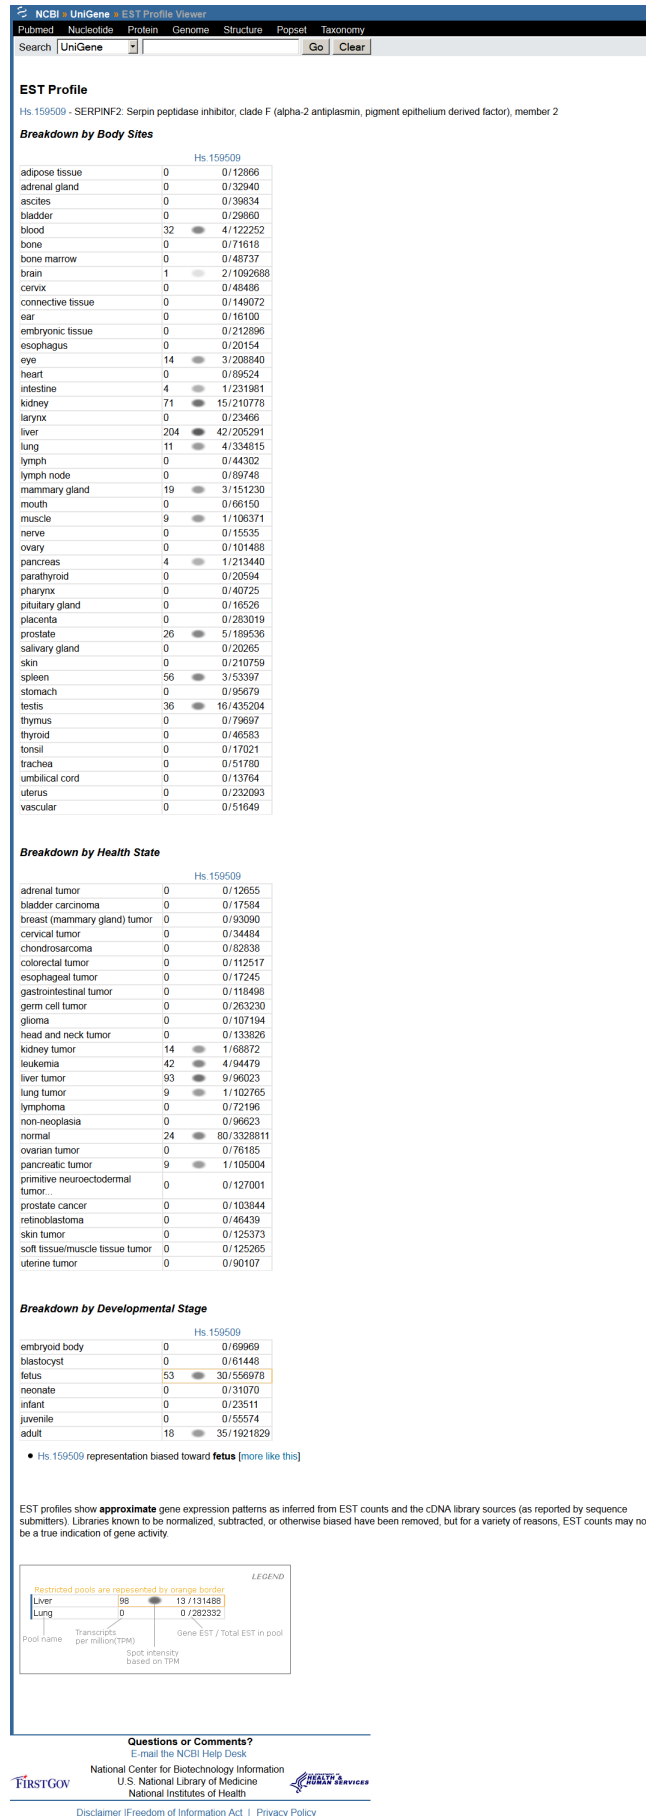 NCBI » UniGene » EST Profile Viewer
Pubmed Nucleotide Protein Genome Structure Popset Taxonomy
Search UniGene Go Clear
EST Profile
Hs.159509 - SERPINF2: Serpin peptidase inhibitor, clade F (alpha-2 antiplasmin, pigment epithelium derived factor), member 2
Breakdown by Body Sites
Hs.159509
adipose tissue 0 0/12866
adrenal gland 0 0/32940
ascites 0 0/39834
bladder 0 0/29860
blood 32 4/122252
bone 0 0/71618
bone marrow 0 0/48737
brain 1 2/1092688
cervix 0 0/48486
connective tissue 0 0/149072
ear 0 0/16100
embryonic tissue 0 0/212896
esophagus 0 0/20154
eye 14 3/208840
heart 0 0/89524
intestine 4 1/231981
kidney 71 15/210778
larynx 0 0/23466
liver 204 42/205291
lung 11 4/334815
lymph 0 0/44302
lymph node 0 0/89748
mammary gland 19 3/151230
mouth 0 0/66150
muscle 9 1/106371
nerve 0 0/15535
ovary 0 0/101488
pancreas 4 1/213440
parathyroid 0 0/20594
pharynx 0 0/40725
pituitary gland 0 0/16526
placenta 0 0/283019
prostate 26 5/189536
salivary gland 0 0/20265
skin 0 0/210759
spleen 56 3/53397
stomach 0 0/95679
testis 36 16/435204
thymus 0 0/79697
thyroid 0 0/46583
tonsil 0 0/17021
trachea 0 0/51780
umbilical cord 0 0/13764
uterus 0 0/232093
vascular 0 0/51649
Breakdown by Health State
Hs.159509
adrenal tumor 0 0/12655
bladder carcinoma 0 0/17584
breast (mammary gland) tumor 0 0/93090
cervical tumor 0 0/34484
chondrosarcoma 0 0/82838
colorectal tumor 0 0/112517
esophageal tumor 0 0/17245
gastrointestinal tumor 0 0/118498
germ cell tumor 0 0/263230
glioma 0 0/107194
head and neck tumor 0 0/133826
kidney tumor 14 1/68872
leukemia 42 4/94479
liver tumor 93 9/96023
lung tumor 9 1/102765
lymphoma 0 0/72196
non-neoplasia 0 0/96623
normal 24 80/3328811
ovarian tumor 0 0/76185
pancreatic tumor 9 1/105004
primitive neuroectodermal
tumor... 0 0/127001
prostate cancer 0 0/103844
retinoblastoma 0 0/46439
skin tumor 0 0/125373
soft tissue/muscle tissue tumor 0 0/125265
uterine tumor 0 0/90107
Breakdown by Developmental Stage
Hs.159509
embryoid body 0 0/69969
blastocyst 0 0/61448
fetus 53 30/556978
neonate 0 0/31070
infant 0 0/23511
juvenile 0 0/55574
adult 18 35/1921829
• Hs.159509 representation biased toward fetus [more like this]
EST profiles show approximate gene expression patterns as inferred from EST counts and the cDNA library sources (as reported by sequence
submitters). Libraries known to be normalized, subtracted, or otherwise biased have been removed, but for a variety of reasons, EST counts may no
be a true indication of gene activity.
LEGEND
Restricted pools are repesented by orange border
Liver 98 13 / 131488
Lung 0 0 / 282332
Pool name Transcripts Gene EST / Total EST in pool
per million(TPM)
Spot intensity
based on TPM
Questions or Comments?
E-mail the NCBI Help Desk
National Center for Biotechnology Information
U.S. National Library of Medicine
National Institutes of Health
FIRSTGOV
HEALTH &
HUMAN SERVICES
Disclaimer |Freedom of Information Act | Privacy Policy